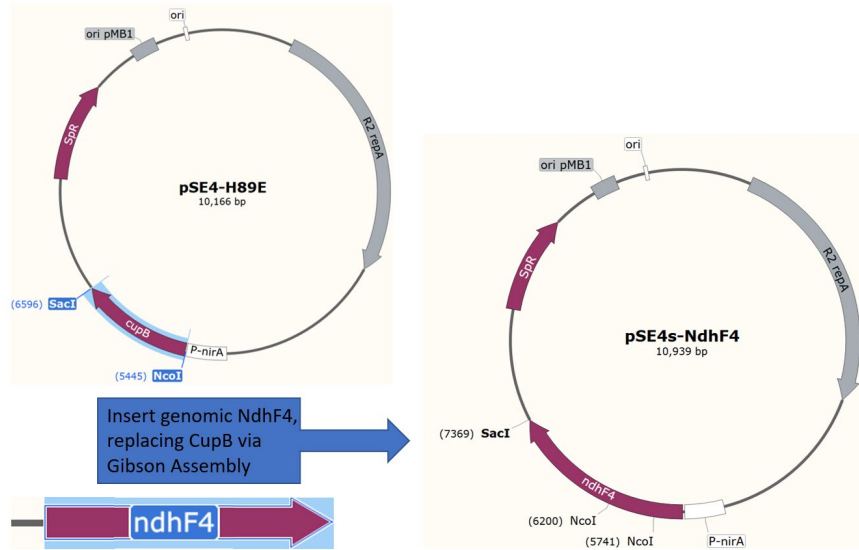 ori
ori pMB1
SpR
R2 repA
pSE4-H89E
10,166 bp
(6596) SacI
cupB
P-nirA
(5445) NcoI
Insert genomic NdhF4,
replacing CupB via
Gibson Assembly
ndhF4
ori
ori pMB1
SpR
R2 repA
pSE4s-NdhF4
10,939 bp
(7369) SacI
ndhF4
(6200) NcoI
(5741) NcoI
P-nirA